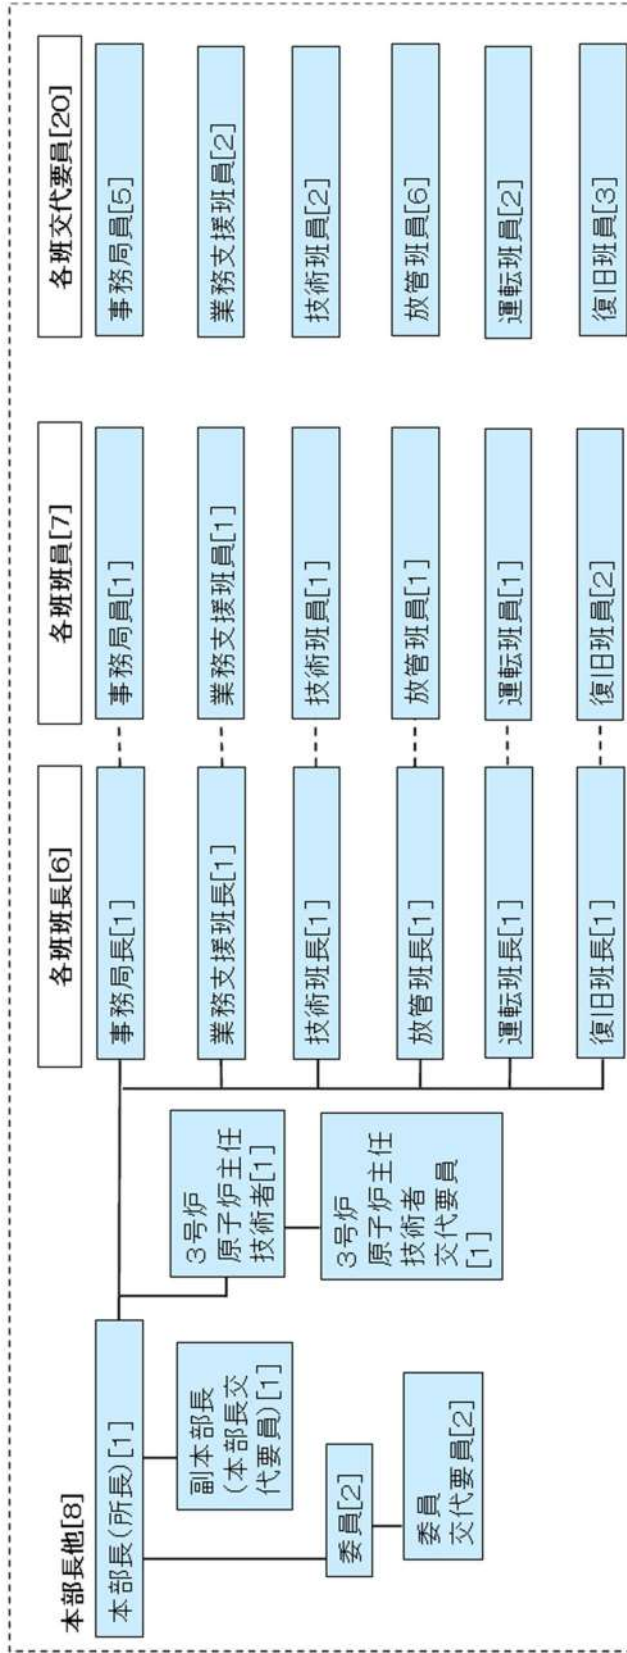 本部長他[8]
本部長(所長)[1]
副本部長
(本部長交
代要員)[1]
委員[2]
委員
交代要員[2]
3号炉
原子炉主任
技術者[1]
3号炉
原子炉主任
技術者
交代要員
[1]
各班班長[6]
事務局長[1]
業務支援班長[1]
技術班長[1]
放管班長[1]
運転班長[1]
復旧班長[1]
各班班員[7]
事務局員[1]
業務支援班員[1]
技術班員[1]
放管班員[1]
運転班員[1]
復旧班員[2]
各班交代要員[20]
事務局員[5]
業務支援班員[2]
技術班員[2]
放管班員[6]
運転班員[2]
復旧班員[3]